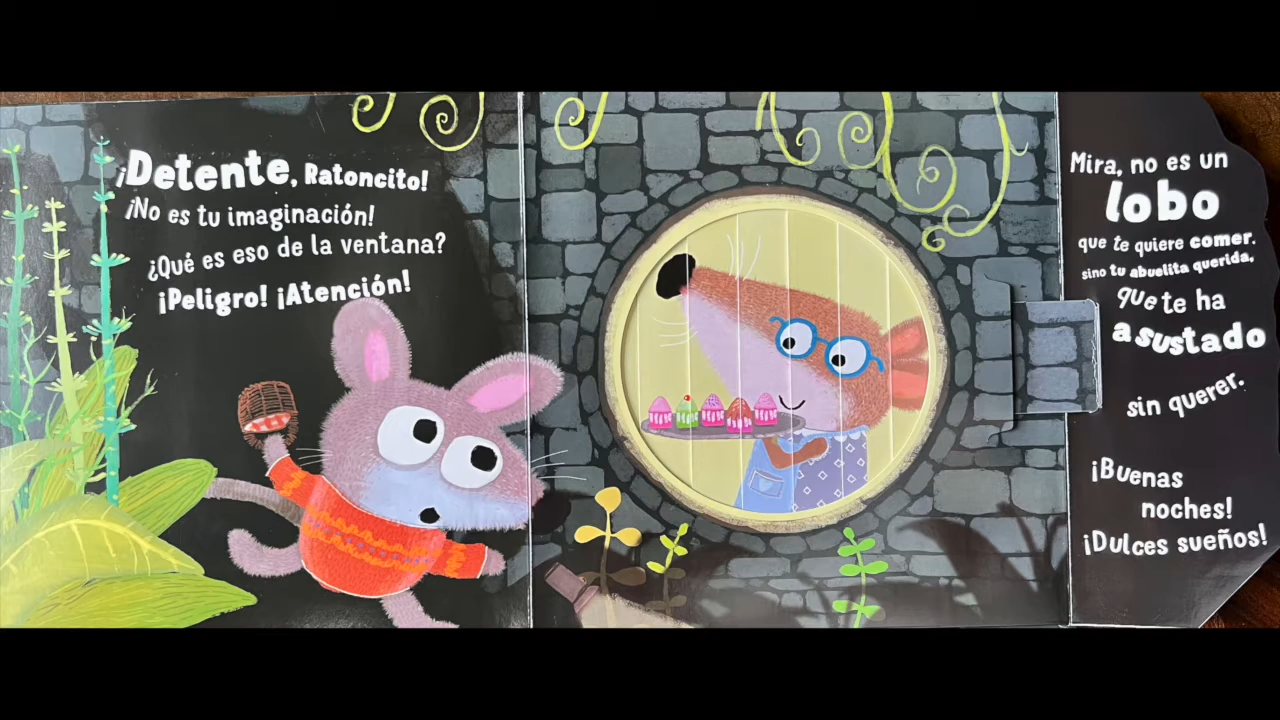 ¡Detente, Ratoncito!
¡No es tu imaginación!
¿Qué es eso de la ventana?
¡Peligro! ¡Atención!
Mira, no es un
lobo
que te quiere comer.
sino tu abuelita querida,
que te ha
asustado
sin querer.
¡Buenas
noches!
¡Dulces sueños!